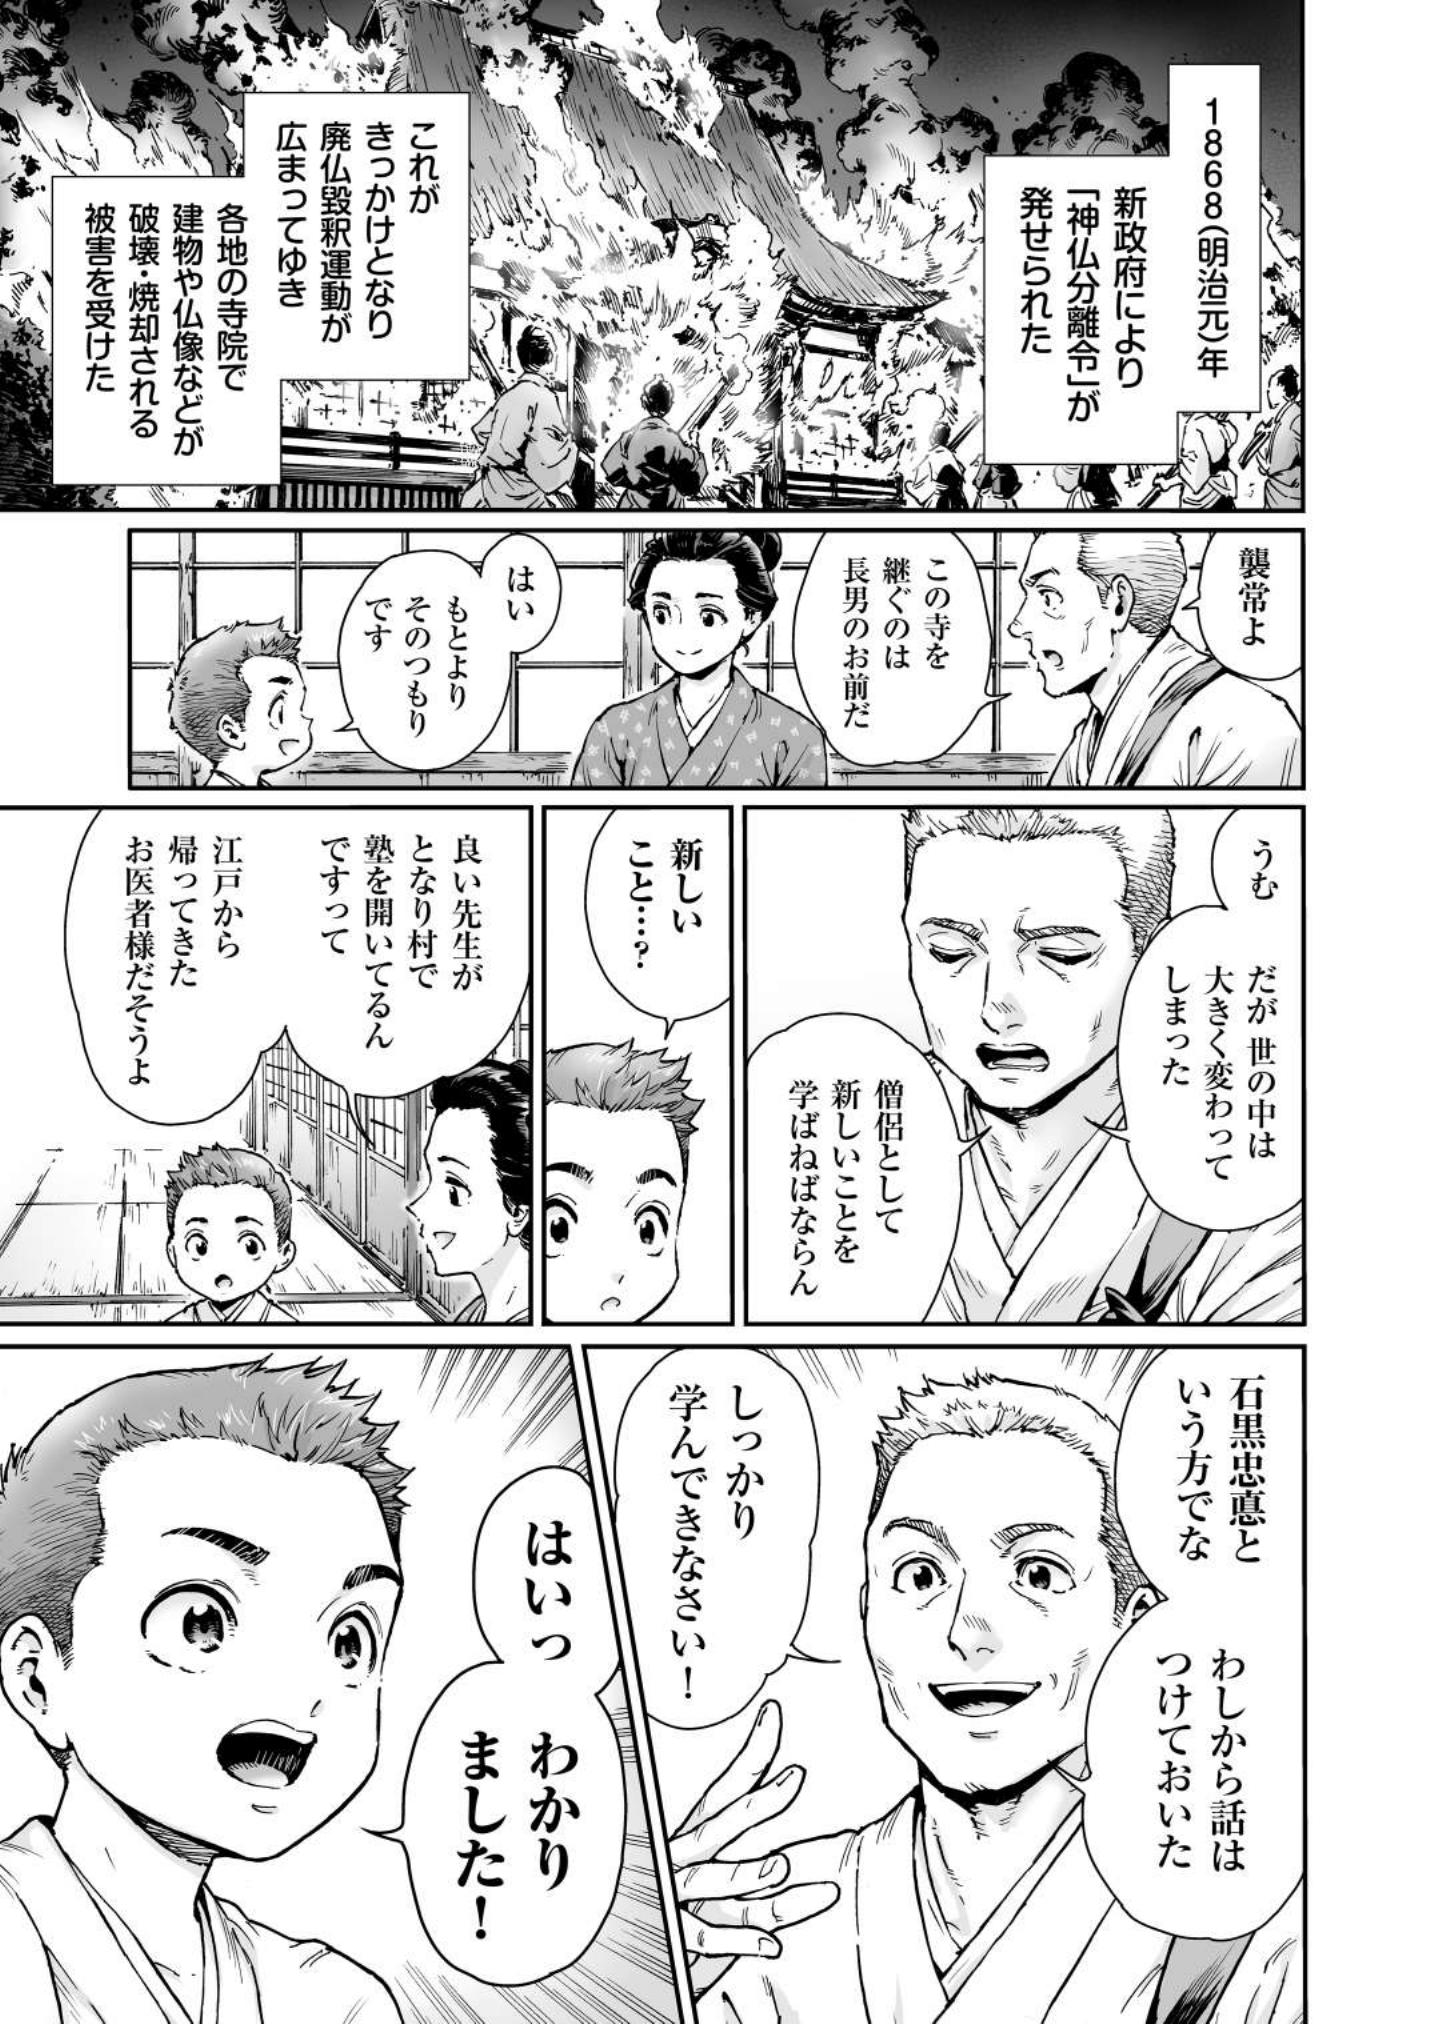 1868(明治元)年
新政府により
「神仏分離令」が
発せられた
これが
きっかけとなり
廃仏毀釈運動が
広まってゆき
各地の寺院で
建物や仏像などが
破壊・焼却される
被害を受けた
襲常よ
この寺を
継ぐのは
長男のお前だ
はい
もとより
そのつもり
です
うむ
だが 世の中は
大きく変わって
しまった
僧侶として
新しいことを
学ばねばならん
新しい
こと…?
良い先生が
となり村で
塾を開いてるん
ですって
江戸から
帰ってきた
お医者様だそうよ
石黒忠悳と
いう方でな
わしから話は
つけておいた
しっかり
学んできなさい!
はいっ
わかり
ました!